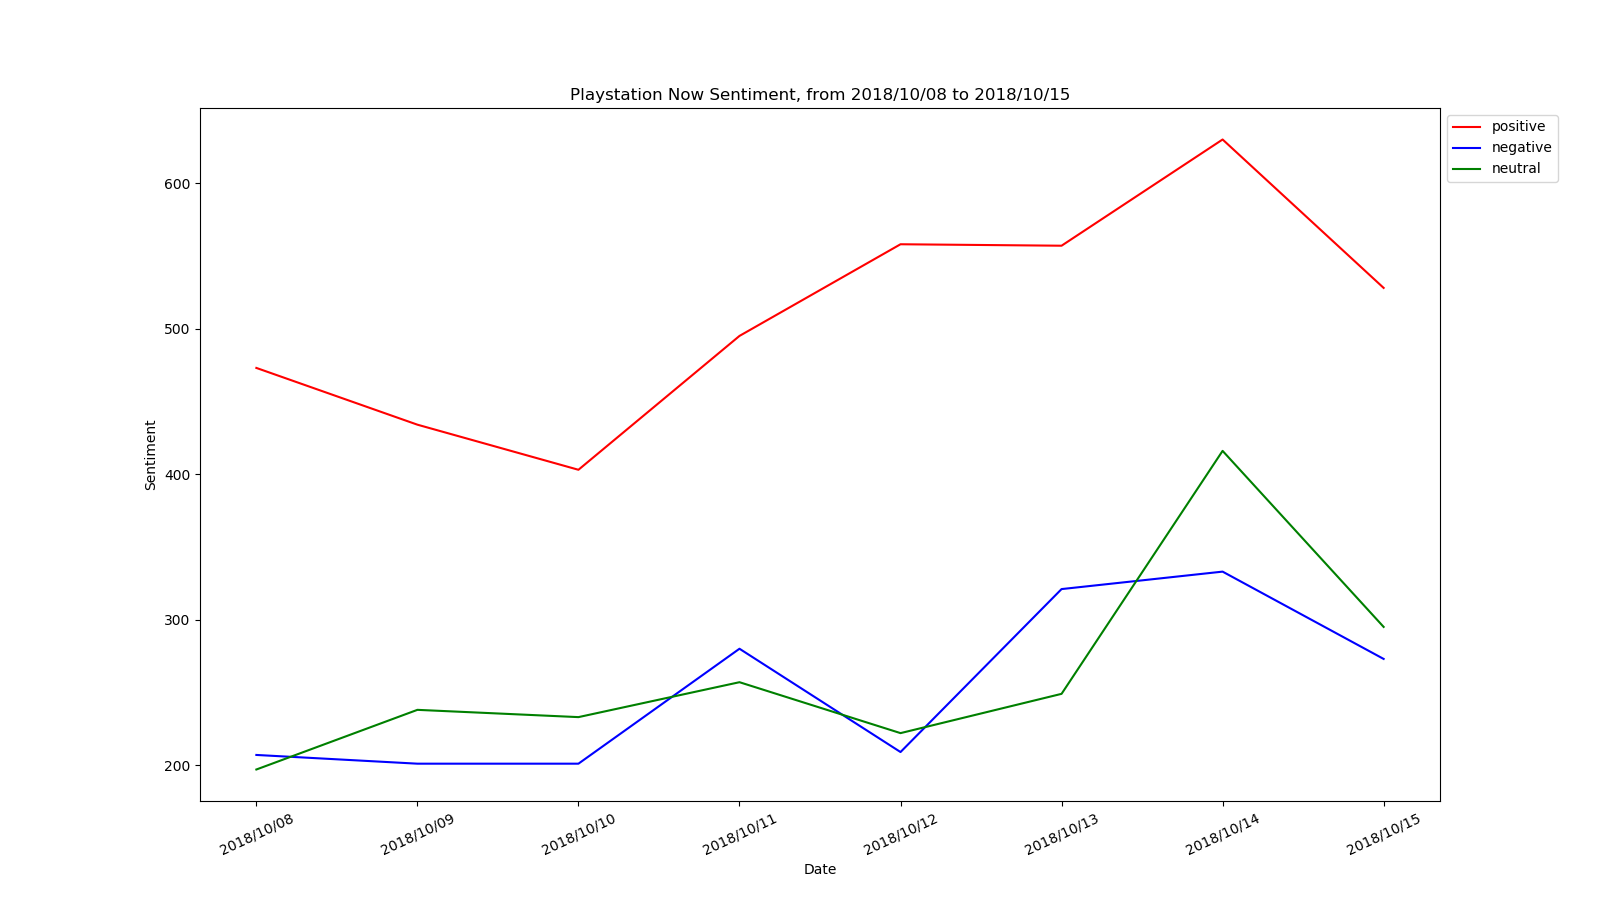 Playstation Now Sentiment, from 2018/10/08 to 2018/10/15
positive
negative
neutral
600
500
400
300
200
Sentiment
2018/10/08
2018/10/09
2018/10/10
2018/10/11
2018/10/12
2018/10/13
2018/10/14
2018/10/15
Date